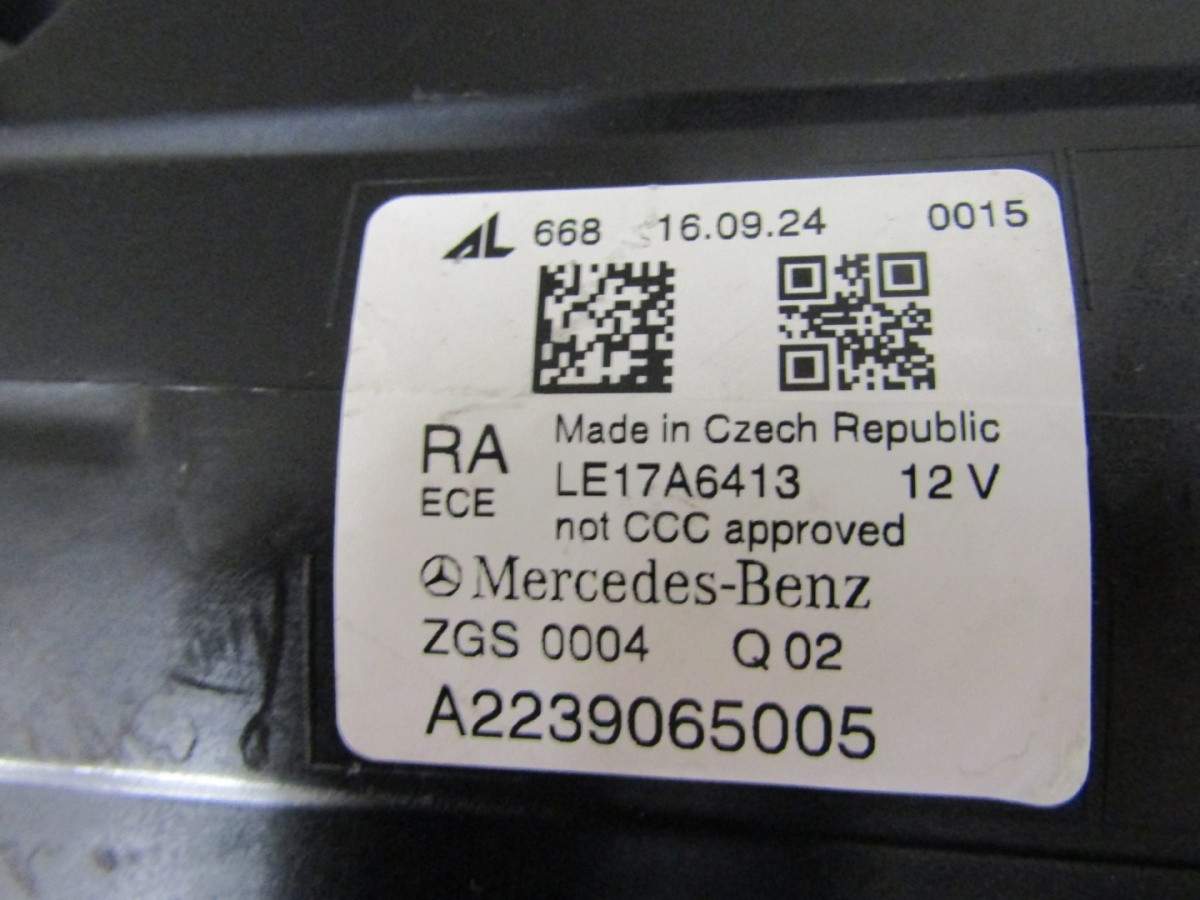 AL 668 16.09.24 0015
RA Made in Czech Republic
ECE LE17A6413 12 V
not CCC approved
Mercedes-Benz
ZGS 0004 Q 02
A2239065005